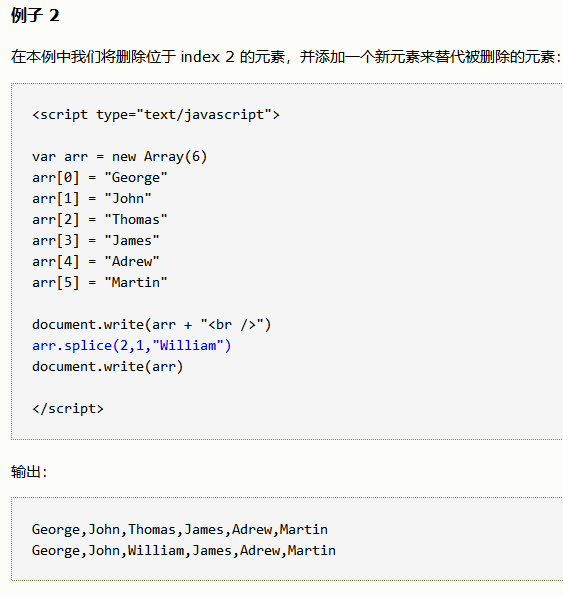 例子 2
在本例中我们将删除位于 index 2 的元素，并添加一个新元素来替代被删除的元素：
<script type="text/javascript">
var arr = new Array(6)
arr[0] = "George"
arr[1] = "John"
arr[2] = "Thomas"
arr[3] = "James"
arr[4] = "Adrew"
arr[5] = "Martin"
document.write(arr + "<br />")
arr.splice(2,1,"William")
document.write(arr)
</script>
输出：
George,John,Thomas,James,Adrew,Martin
George,John,William,James,Adrew,Martin